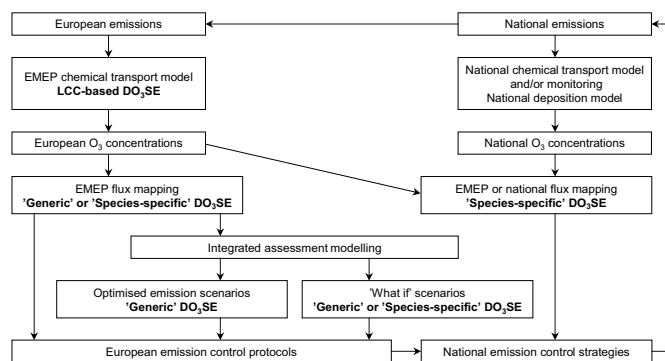 European emissions
National emissions
EMEP chemical transport model
LCC-based DO₃SE
National chemical transport model
and/or monitoring
National deposition model
European O₃ concentrations
National O₃ concentrations
EMEP flux mapping
'Generic' or 'Species-specific' DO₃SE
EMEP or national flux mapping
'Species-specific' DO₃SE
Integrated assessment modelling
Optimised emission scenarios
'Generic' DO₃SE
'What if' scenarios
'Generic' or 'Species-specific' DO₃SE
European emission control protocols
National emission control strategies